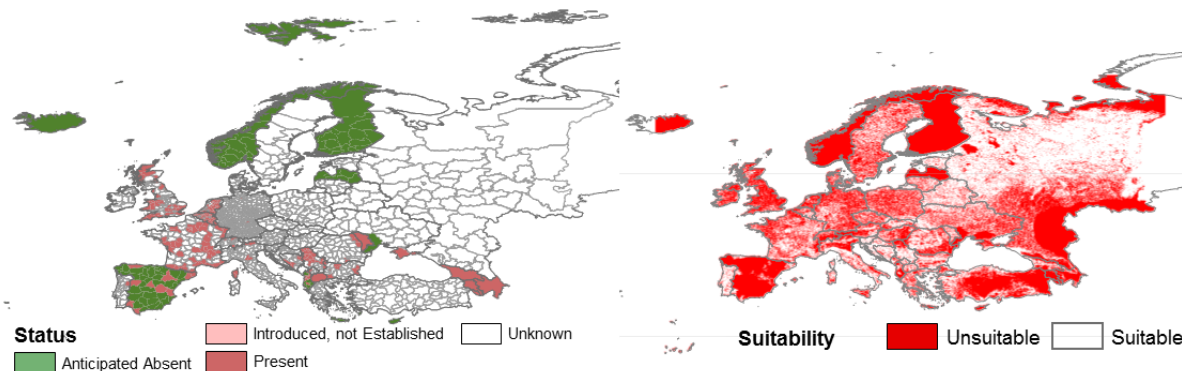 Status
Introduced, not Established
Unknown
Anticipated Absent
Present
Suitability
Unsuitable
Suitable